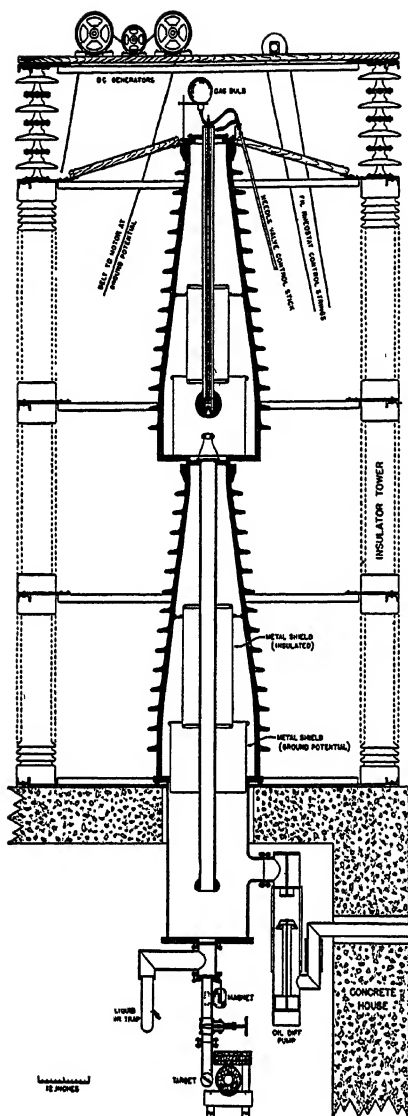 DC GENERATORS
GAS BULB
BELT TO MOTOR AT
GROUND POTENTIAL
NEEDLE VALVE CONTROL STICK
FIL RHEOSTAT CONTROL STRINGS
INSULATOR TOWER
METAL SHIELD
(INSULATED)
METAL SHIELD
(GROUND POTENTIAL)
LIQUID
AIR TRAP
MAGNET
OIL DIFF
PUMP
CONCRETE
HOUSE
TARGET
12 INCHES